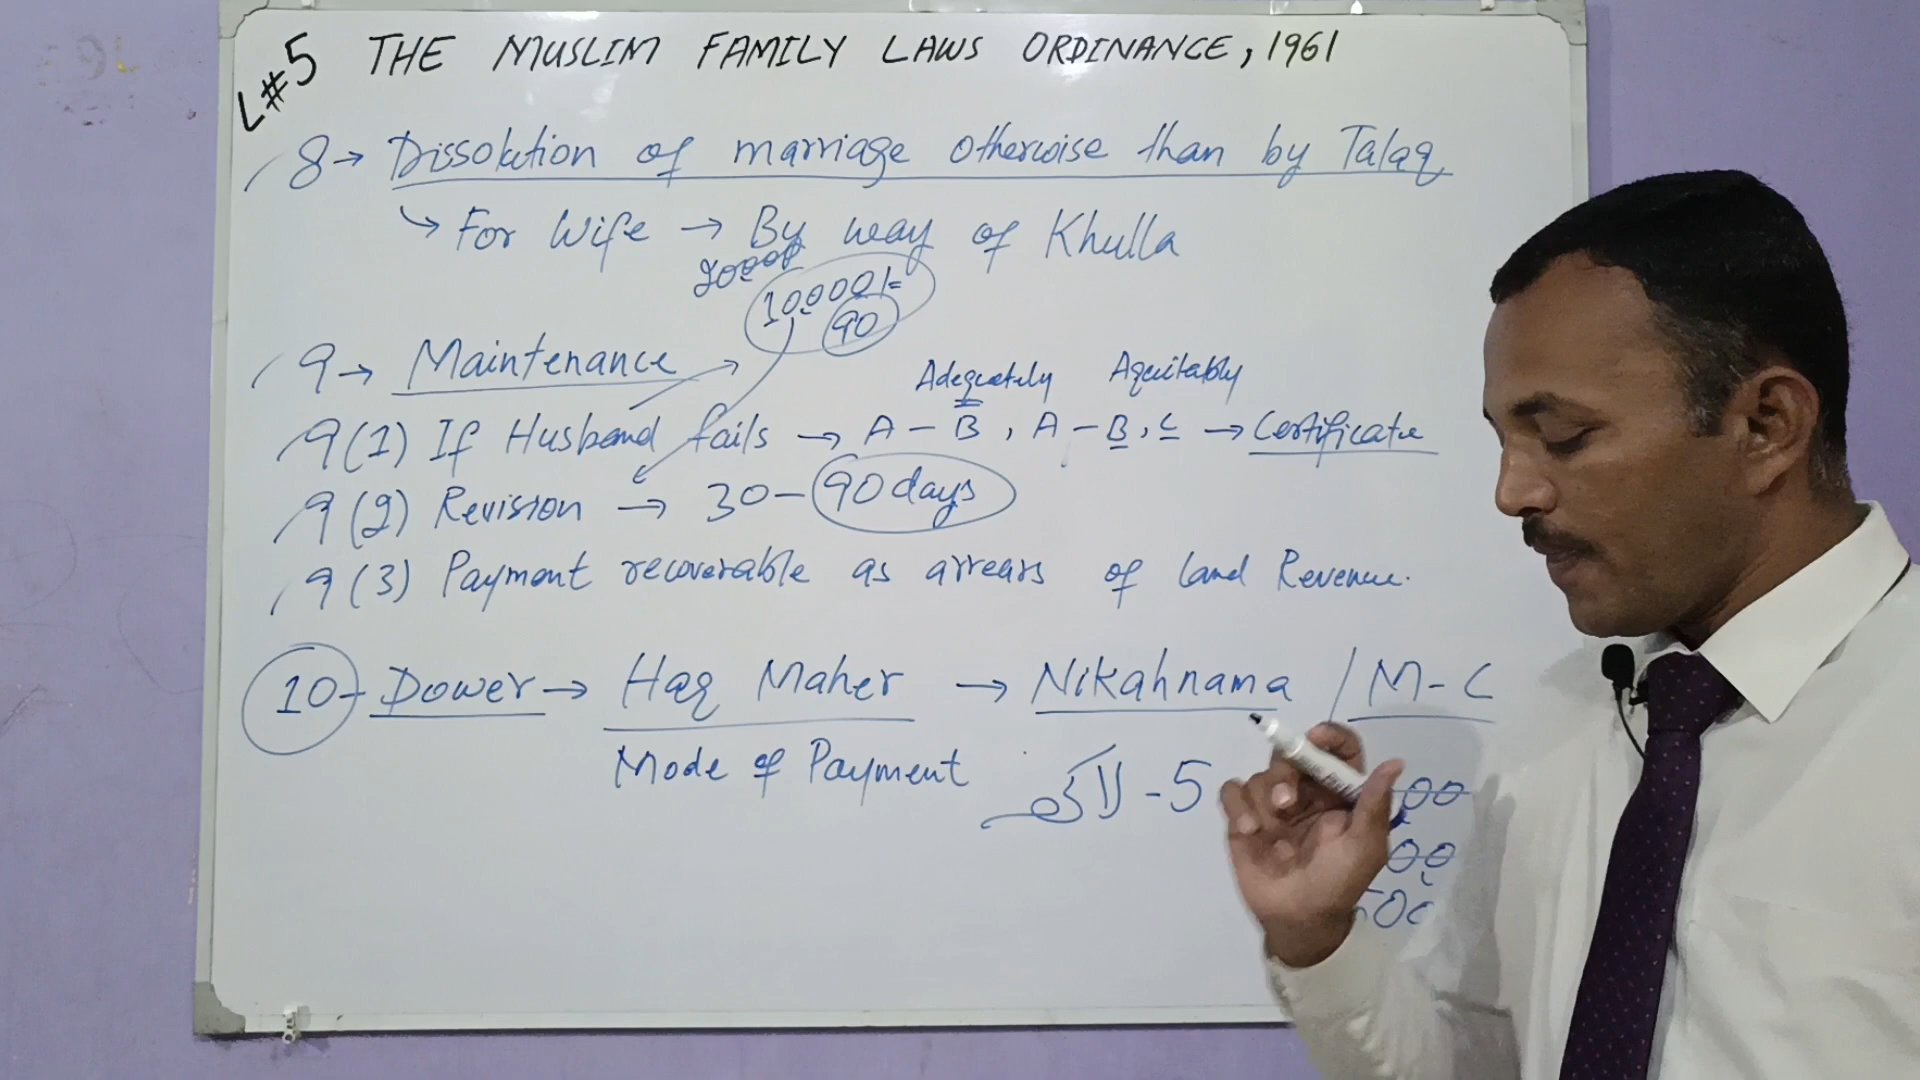 L#5 THE MUSLIM FAMILY LAWS ORDINANCE, 1961
8→ Dissolution of marriage otherwise than by Talaq
↳ For Wife → By way of Khulla
10000/=
90
9→ Maintenance →
Adequately Aquitably
9(1) If Husband fails → A – B, A – B, C → Certificate
9(2) Revision → 30 – 90 days
9(3) Payment recoverable as arrears of land Revenue.
10- Dower → Haq Maher → Nikahnama / M-C
Mode of Payment
- 5